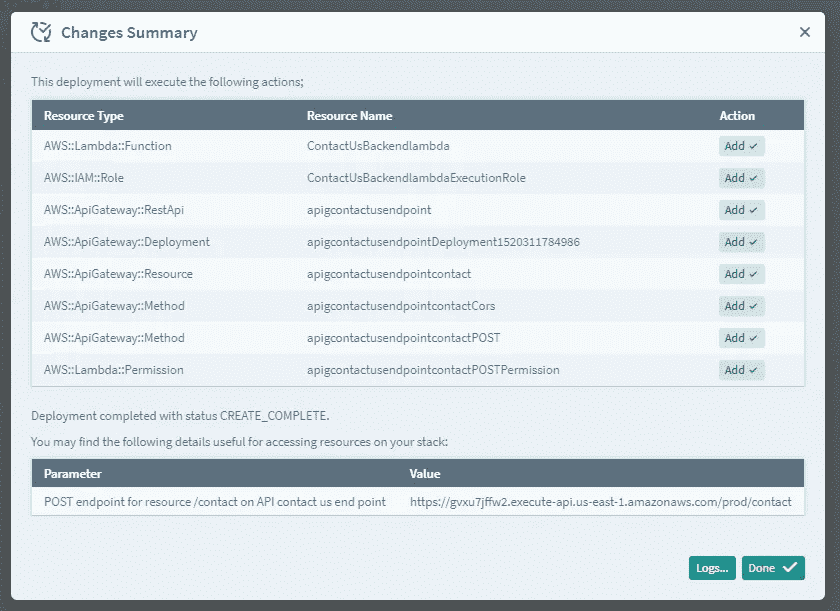 Changes Summary
This deployment will execute the following actions;
Resource Type Resource Name Action
AWS::Lambda::Function ContactUsBackendlambda Add
AWS::IAM::Role ContactUsBackendlambdaExecutionRole Add
AWS::ApiGateway::RestApi apigcontactusendpoint Add
AWS::ApiGateway::Deployment apigcontactusendpointDeployment1520311784986 Add
AWS::ApiGateway::Resource apigcontactusendpointcontact Add
AWS::ApiGateway::Method apigcontactusendpointcontactCors Add
AWS::ApiGateway::Method apigcontactusendpointcontactPOST Add
AWS::Lambda::Permission apigcontactusendpointcontactPOSTPermission Add
Deployment completed with status CREATE_COMPLETE.
You may find the following details useful for accessing resources on your stack:
Parameter Value
POST endpoint for resource /contact on API contact us end point https://gvxu7jffw2.execute-api.us-east-1.amazonaws.com/prod/contact
Logs... Done